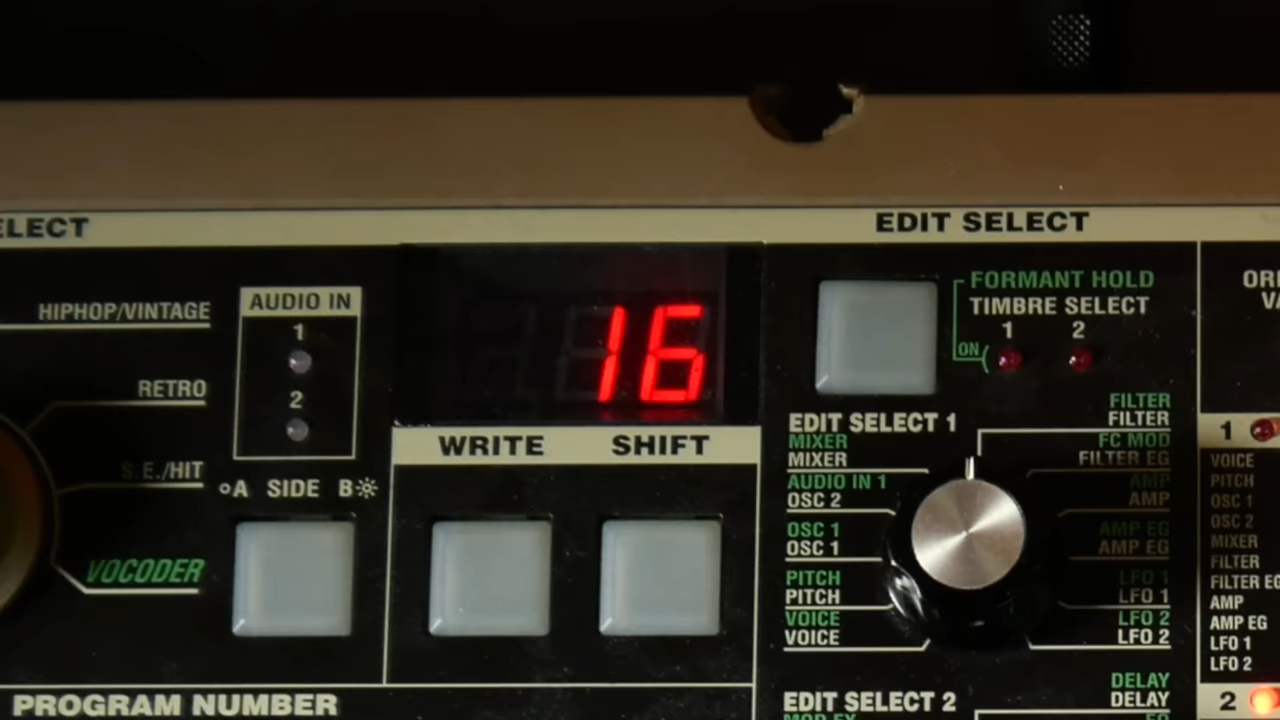 ELECT
EDIT SELECT
HIPHOP/VINTAGE
RETRO
S.E./HIT
VOCODER
AUDIO IN
1
2
A SIDE B
16
WRITE SHIFT
FORMANT HOLD
TIMBRE SELECT
1 2
ON
EDIT SELECT 1
MIXER
MIXER
AUDIO IN 1
OSC 2
OSC 1
OSC 1
PITCH
PITCH
VOICE
VOICE
FILTER
FILTER
FC MOD
FILTER EG
AMP
AMP
AMP EG
AMP EG
LFO 1
LFO 1
LFO 2
LFO 2
1
VOICE
PITCH
OSC 1
OSC 2
MIXER
FILTER
FILTER EG
AMP
AMP EG
LFO 1
LFO 2
2
PROGRAM NUMBER
EDIT SELECT 2
DELAY
DELAY